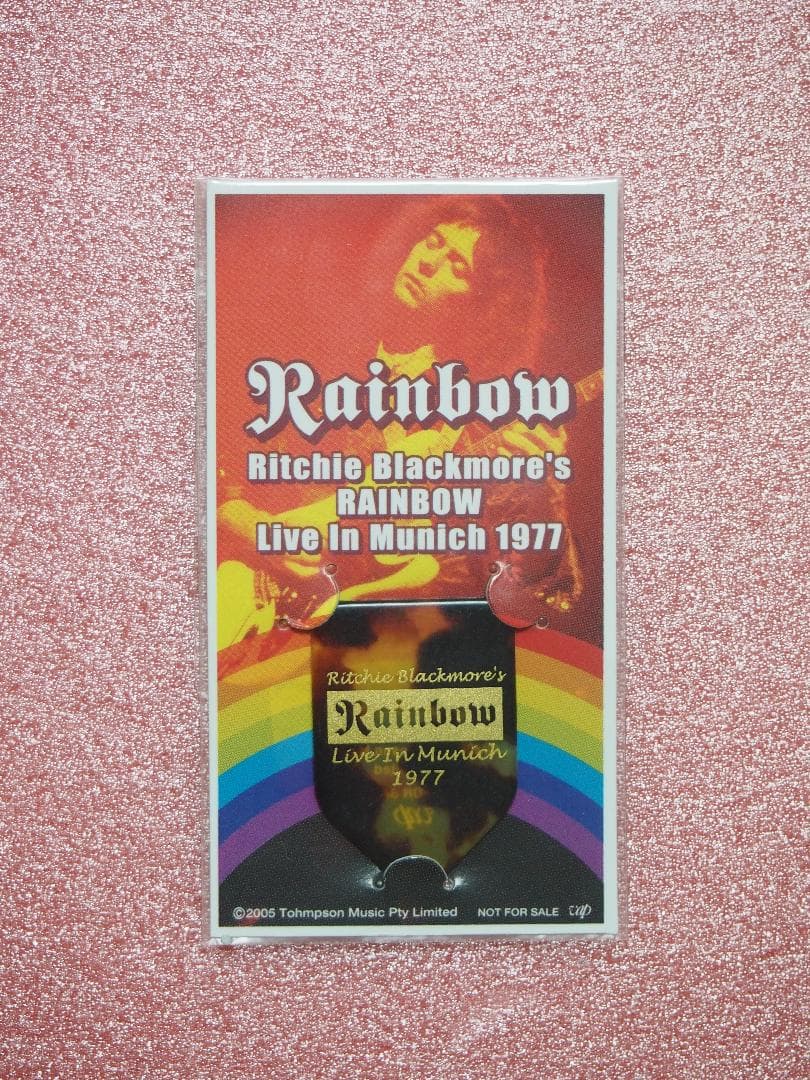 Rainbow
Ritchie Blackmore's
RAINBOW
Live In Munich 1977
Ritchie Blackmore's
Rainbow
Live In Munich
1977
©2005 Tohmpson Music Pty Limited NOT FOR SALE vap